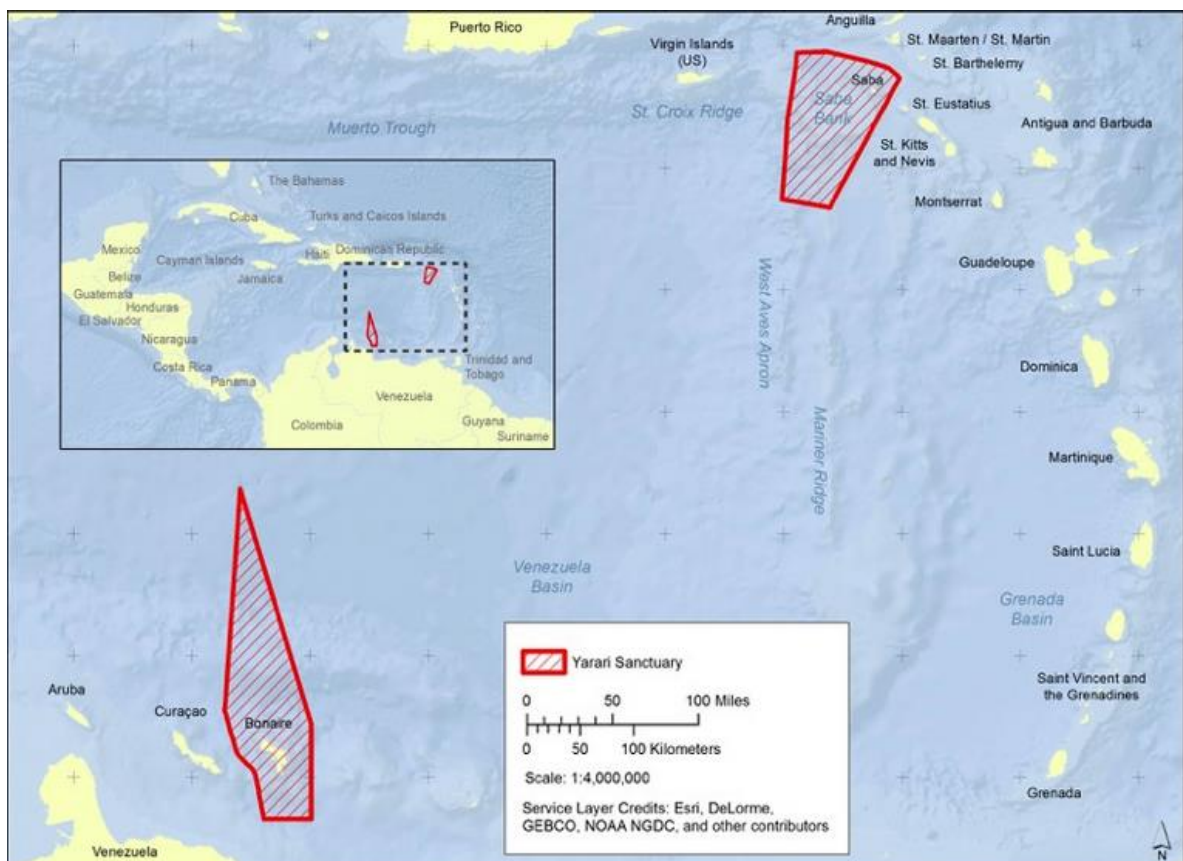 Puerto Rico
Anguilla
Virgin Islands
(US)
St. Maarten / St. Martin
St. Barthelemy
Saba
Saba
Bank
St. Eustatius
St. Croix Ridge
Muerto Trough
Antigua and Barbuda
St. Kitts
and Nevis
Montserrat
The Bahamas
Cuba
Turks and Caicos Islands
Mexico
Cayman Islands
Haiti
Dominican Republic
Belize
Jamaica
Guatemala
Honduras
El Salvador
Nicaragua
Costa Rica
Panama
Trinidad and
Tobago
Venezuela
Colombia
Guyana
Suriname
Guadeloupe
West Aves Apron
Dominica
Mariner Ridge
Martinique
Saint Lucia
Venezuela
Basin
Grenada
Basin
Saint Vincent and
the Grenadines
Aruba
Curaçao
Bonaire
Grenada
Venezuela
Yarari Sanctuary
0 50 100 Miles
0 50 100 Kilometers
Scale: 1:4,000,000
Service Layer Credits: Esri, DeLorme,
GEBCO, NOAA NGDC, and other contributors
N